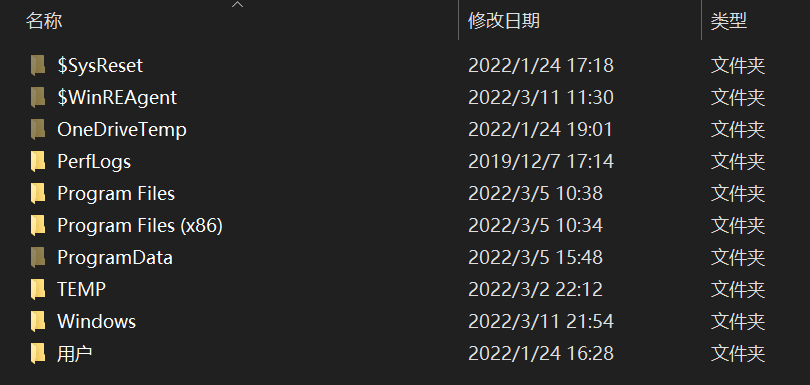 名称 修改日期 类型
$SysReset 2022/1/24 17:18 文件夹
$WinREAgent 2022/3/11 11:30 文件夹
OneDriveTemp 2022/1/24 19:01 文件夹
PerfLogs 2019/12/7 17:14 文件夹
Program Files 2022/3/5 10:38 文件夹
Program Files (x86) 2022/3/5 10:34 文件夹
ProgramData 2022/3/5 15:48 文件夹
TEMP 2022/3/2 22:12 文件夹
Windows 2022/3/11 21:54 文件夹
用户 2022/1/24 16:28 文件夹